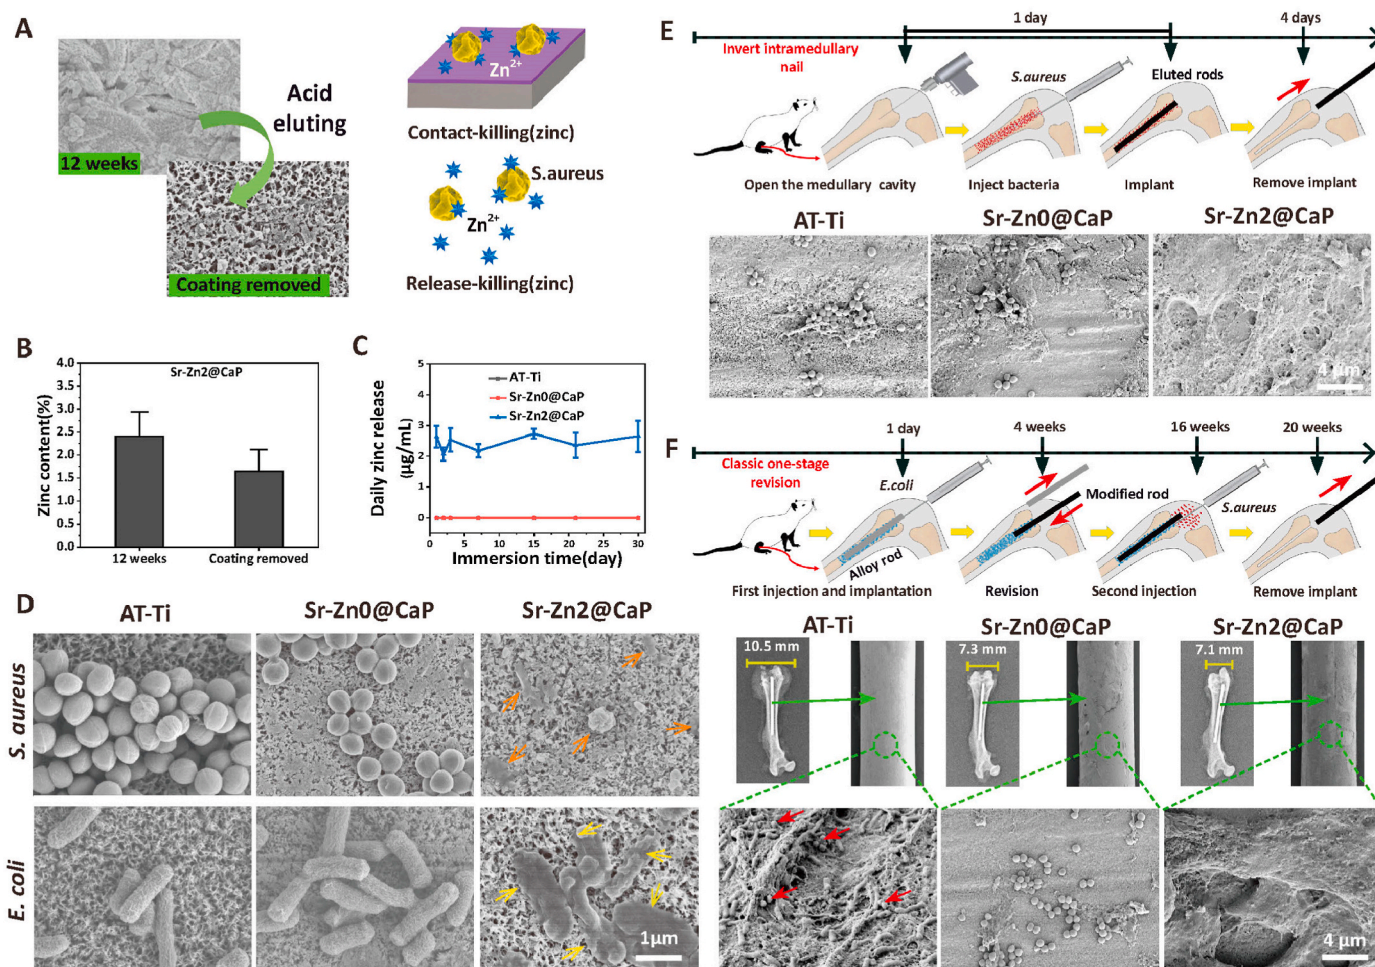 A
12 weeks
Acid
eluting
Coating removed
Zn2+
Contact-killing(zinc)
S.aureus
Zn2+
Release-killing(zinc)
B
Sr-Zn2@CaP
Zinc content(%)
4.0
3.5
3.0
2.5
2.0
1.5
1.0
0.5
0.0
12 weeks
Coating removed
C
AT-Ti
Sr-Zn0@CaP
Sr-Zn2@CaP
Daily zinc release
(μg/mL)
5
4
3
2
1
0
0 5 10 15 20 25 30
Immersion time(day)
D
AT-Ti
Sr-Zn0@CaP
Sr-Zn2@CaP
S. aureus
E. coli
1μm
E
1 day
4 days
Invert intramedullary
nail
S.aureus
Eluted rods
Open the medullary cavity
Inject bacteria
Implant
Remove implant
AT-Ti
Sr-Zn0@CaP
Sr-Zn2@CaP
4 μm
F
1 day
4 weeks
16 weeks
20 weeks
Classic one-stage
revision
E.coli
Alloy rod
Modified rod
S.aureus
First injection and implantation
Revision
Second injection
Remove implant
AT-Ti
Sr-Zn0@CaP
Sr-Zn2@CaP
10.5 mm
7.3 mm
7.1 mm
4 μm